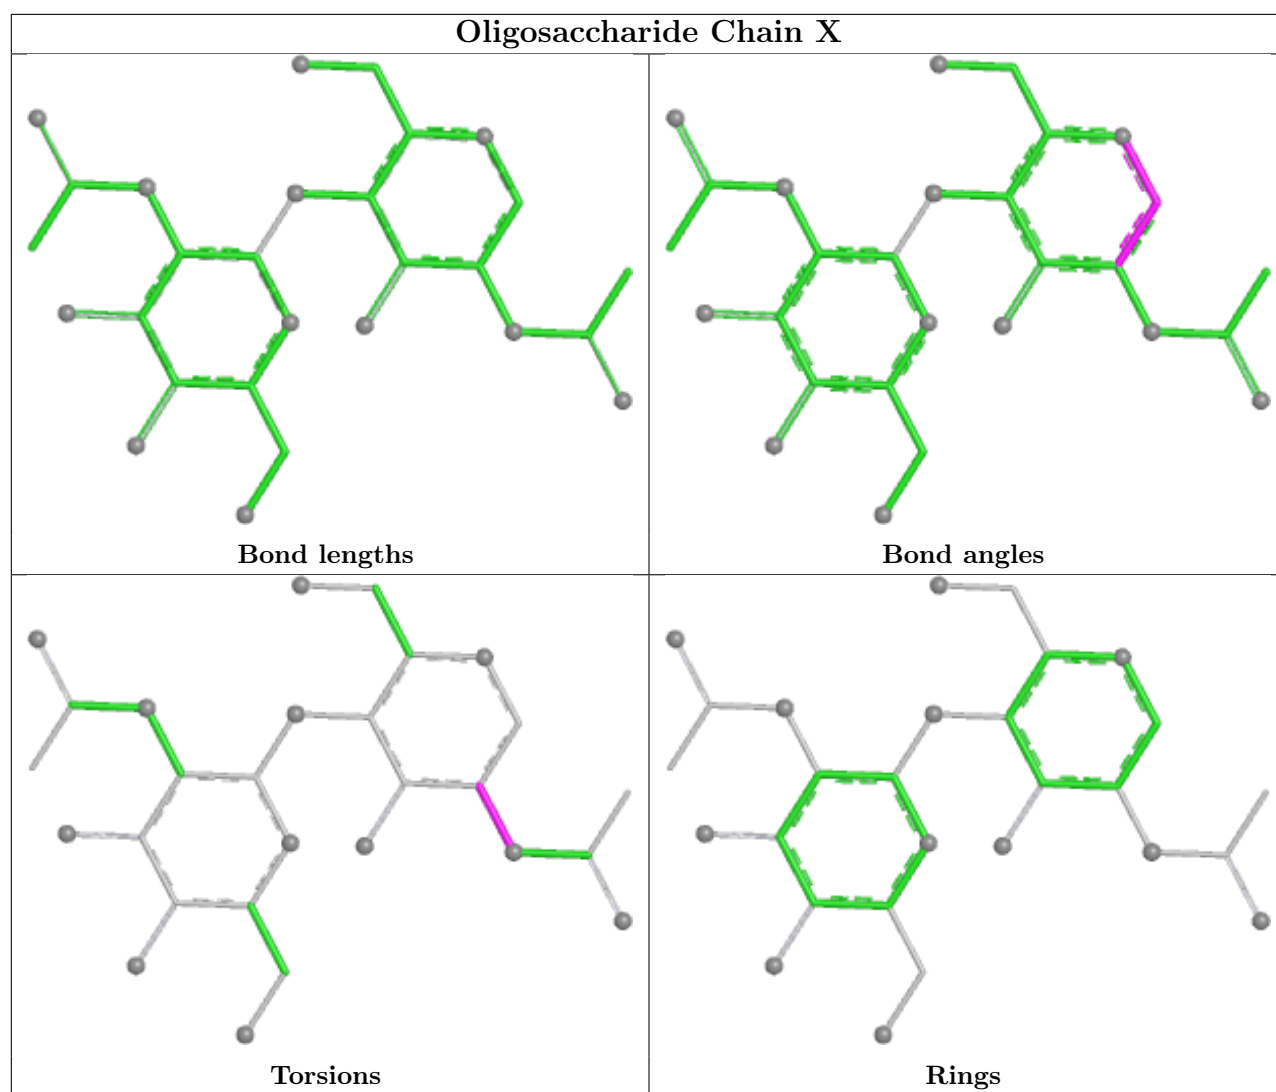 Oligosaccharide Chain X
Bond lengths
Bond angles
Torsions
Rings